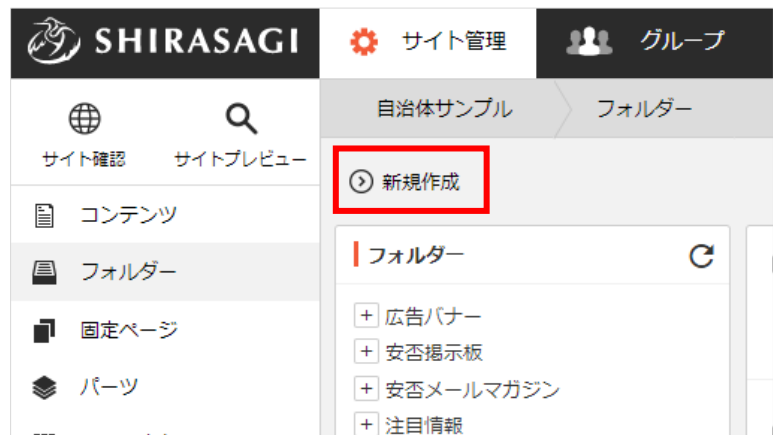 SHIRASAGI
サイト管理
グループ
サイト確認
サイトプレビュー
自治体サンプル
フォルダー
新規作成
コンテンツ
フォルダー
固定ページ
パーツ
フォルダー
広告バナー
安否掲示板
安否メールマガジン
注目情報